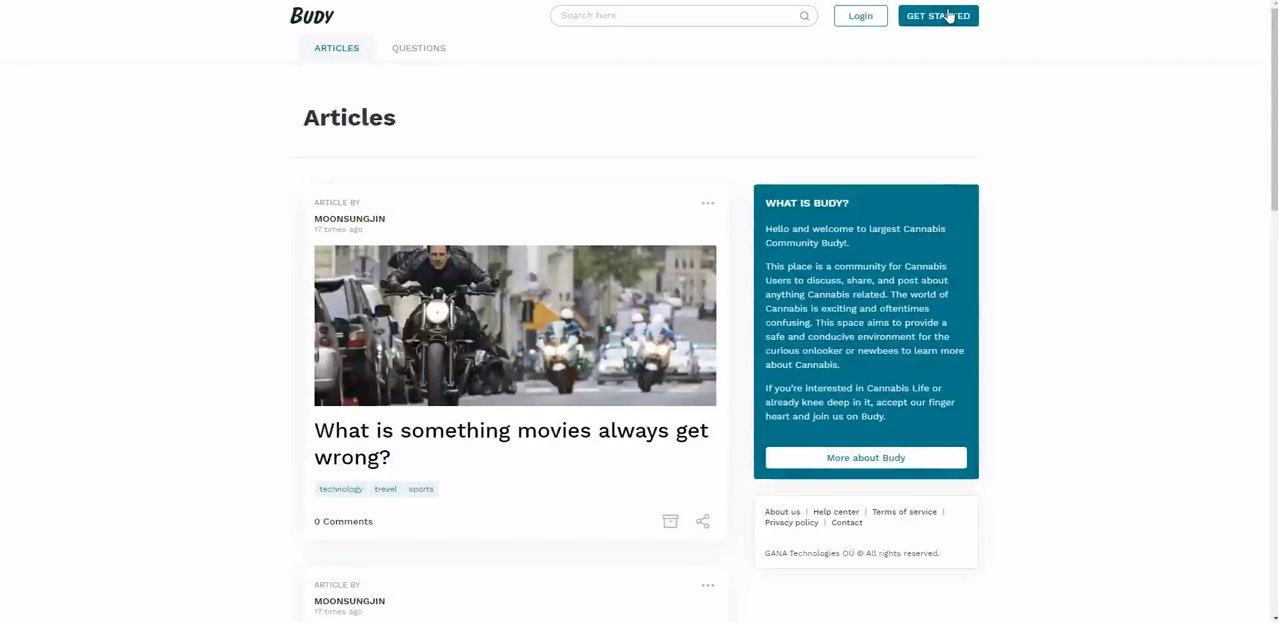 BUDY
Search here
Login
GET STARTED
ARTICLES
QUESTIONS
Articles
ARTICLE BY
MOONSUNGJIN
17 times ago
What is something movies always get
wrong?
technology
trevel
sports
0 Comments
ARTICLE BY
MOONSUNGJIN
17 times ago
WHAT IS BUDY?
Hello and welcome to largest Cannabis
Community Budy!.
This place is a community for Cannabis
Users to discuss, share, and post about
anything Cannabis related. The world of
Cannabis is exciting and oftentimes
confusing. This space aims to provide a
safe and conducive environment for the
curious onlooker or newbees to learn more
about Cannabis.
If you're interested in Cannabis Life or
already knee deep in it, accept our finger
heart and join us on Budy.
More about Budy
About us | Help center | Terms of service |
Privacy policy | Contact
GANA Technologies OÜ © All rights reserved.